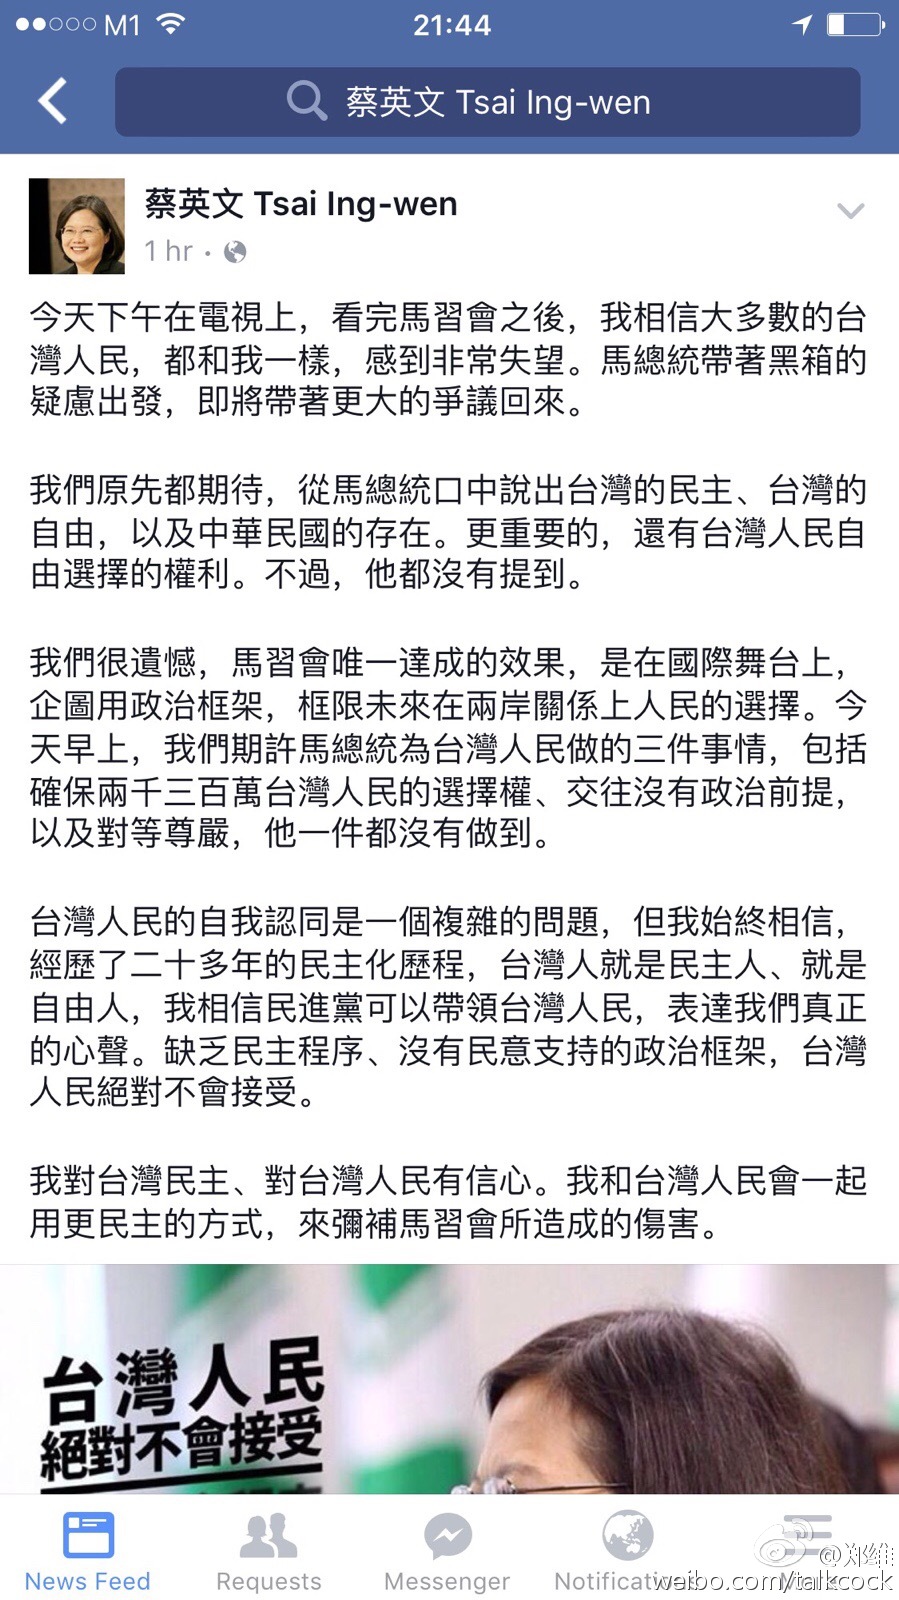 M1
21:44
蔡英文 Tsai Ing-wen
蔡英文 Tsai Ing-wen
1 hr
今天下午在電視上，看完馬習會之後，我相信大多數的台
灣人民，都和我一樣，感到非常失望。馬總統帶著黑箱的
疑慮出發，即將帶著更大的爭議回來。
我們原先都期待，從馬總統口中說出台灣的民主、台灣的
自由，以及中華民國的存在。更重要的，還有台灣人民自
由選擇的權利。不過，他都沒有提到。
我們很遺憾，馬習會唯一達成的效果，是在國際舞台上，
企圖用政治框架，框限未來在兩岸關係上人民的選擇。今
天早上，我們期許馬總統為台灣人民做的三件事情，包括
確保兩千三百萬台灣人民的選擇權、交往沒有政治前提，
以及對等尊嚴，他一件都沒有做到。
台灣人民的自我認同是一個複雜的問題，但我始終相信，
經歷了二十多年的民主化歷程，台灣人就是民主人、就是
自由人，我相信民進黨可以帶領台灣人民，表達我們真正
的心聲。缺乏民主程序、沒有民意支持的政治框架，台灣
人民絕對不會接受。
我對台灣民主、對台灣人民有信心。我和台灣人民會一起
用更民主的方式，來彌補馬習會所造成的傷害。
台灣人民
絕對不會接受
News Feed
Requests
Messenger
@郑维
weibo.com/talkcock